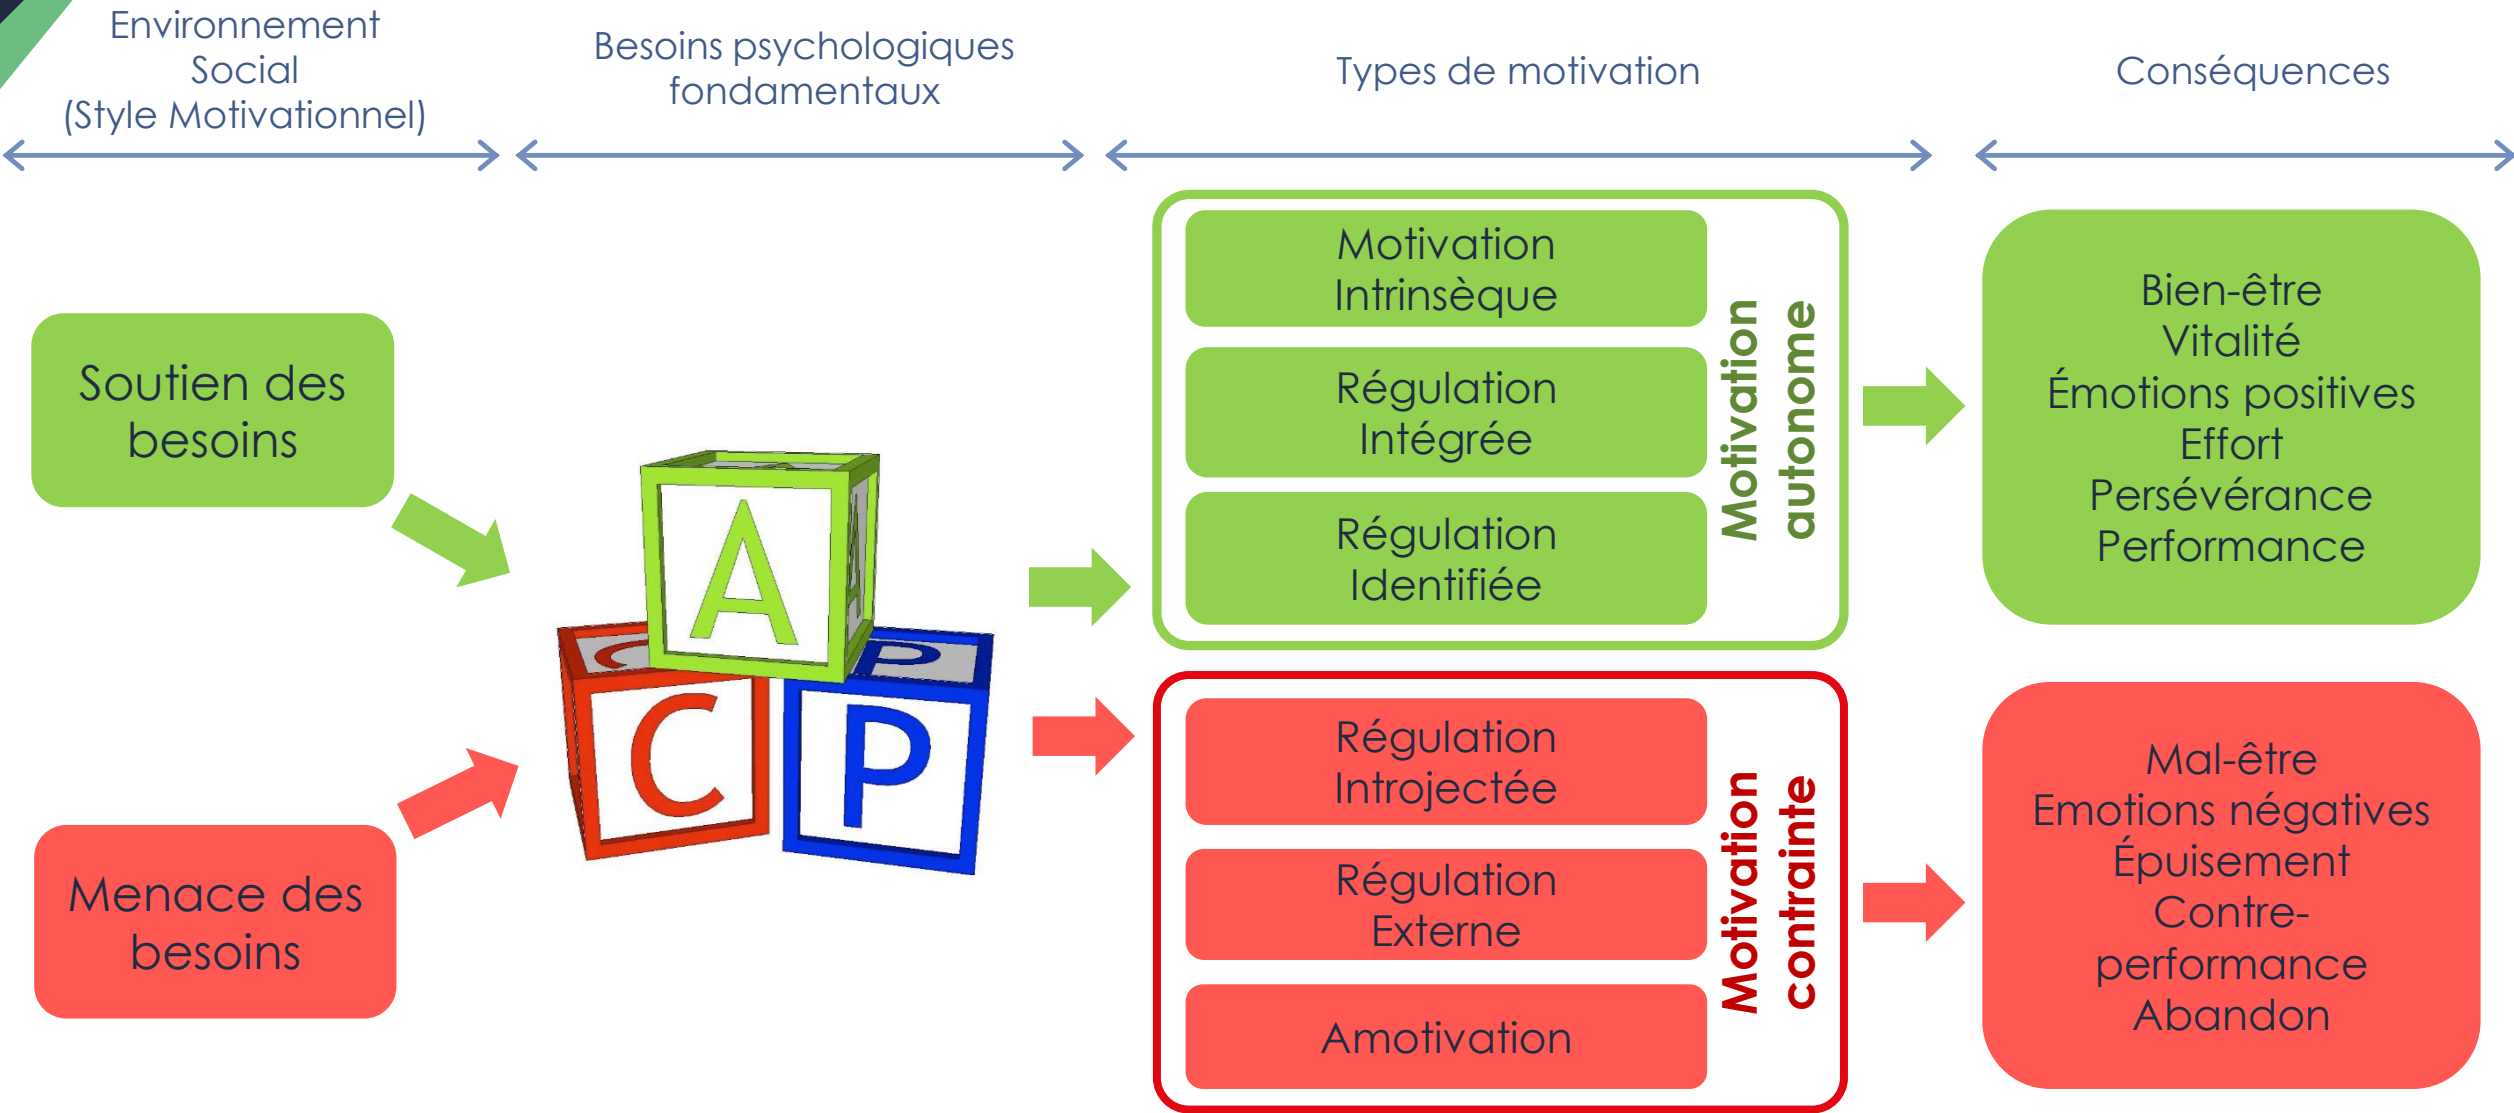 Environnement
Social
(Style Motivationnel)
Besoins psychologiques
fondamentaux
Types de motivation
Conséquences
Soutien des
besoins
Menace des
besoins
A
A
C
C
P
P
Motivation
Intrinsèque
Régulation
Intégrée
Régulation
Identifiée
Motivation
autonome
Régulation
Introjectée
Régulation
Externe
Amotivation
Motivation
contrainte
Bien-être
Vitalité
Émotions positives
Effort
Persévérance
Performance
Mal-être
Emotions négatives
Épuisement
Contre-
performance
Abandon